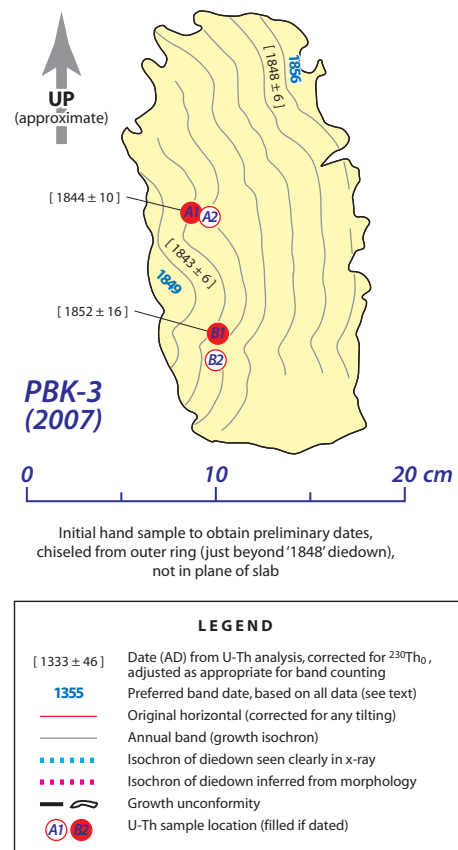 UP
(approximate)
1856
[ 1848 ± 6 ]
[ 1844 ± 10 ]
A1
A2
[ 1843 ± 6 ]
1849
[ 1852 ± 16 ]
B1
B2
PBK-3
(2007)
0 10 20 cm
Initial hand sample to obtain preliminary dates,
chiseled from outer ring (just beyond ‘1848’ diedown),
not in plane of slab
LEGEND
[ 1333 ± 46 ] Date (AD) from U-Th analysis, corrected for ²³⁰Th₀ ,
adjusted as appropriate for band counting
1355 Preferred band date, based on all data (see text)
Original horizontal (corrected for any tilting)
Annual band (growth isochron)
Isochron of diedown seen clearly in x-ray
Isochron of diedown inferred from morphology
Growth unconformity
A1 B2 U-Th sample location (filled if dated)